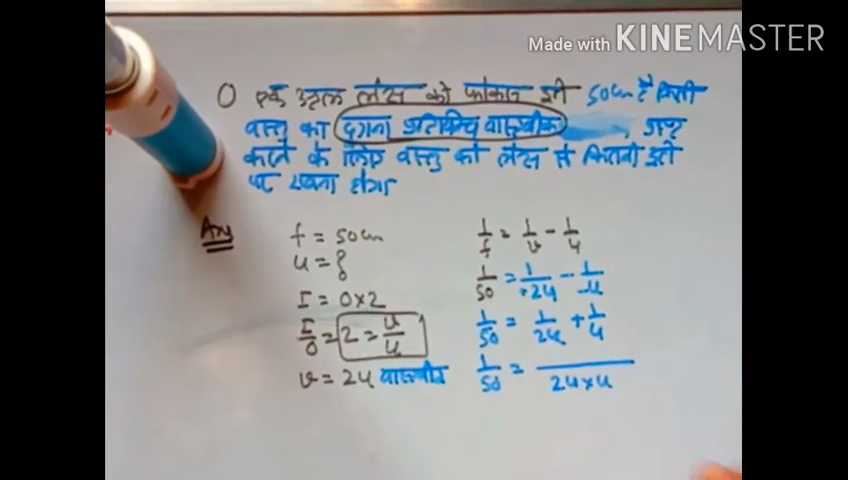 Made with KINEMASTER
O एक उत्तल लेंस की फोकस दूरी 50cm है किसी
वस्तु का दुगना प्रतिबिम्ब वास्तवीक, प्राप्त
करने के लिए वस्तु को लेंस से कितनी दूरी
पर रखना होगा
Ans
f = 50cm
u = ?
I = O×2
I/O = 2 = v/u
v = 2u वास्तवीक
1/f = 1/v - 1/u
1/50 = 1/+2u - 1/-u
1/50 = 1/2u + 1/u
1/50 = /2u×u